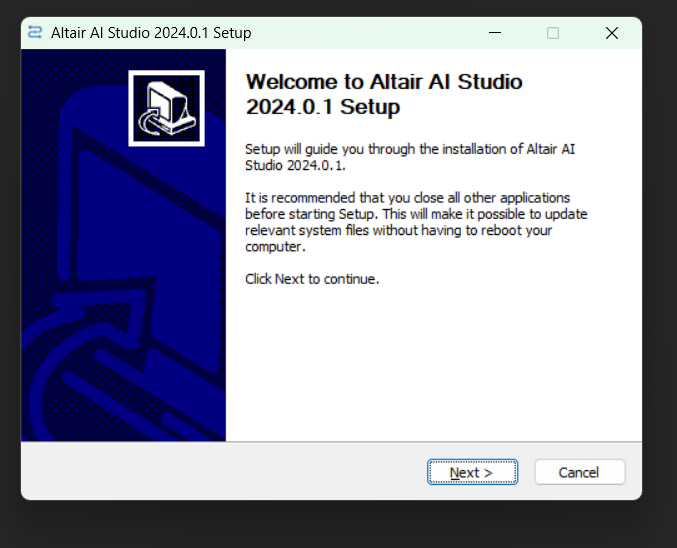 Altair AI Studio 2024.0.1 Setup
Welcome to Altair AI Studio
2024.0.1 Setup
Setup will guide you through the installation of Altair AI
Studio 2024.0.1.
It is recommended that you close all other applications
before starting Setup. This will make it possible to update
relevant system files without having to reboot your
computer.
Click Next to continue.
Next >
Cancel